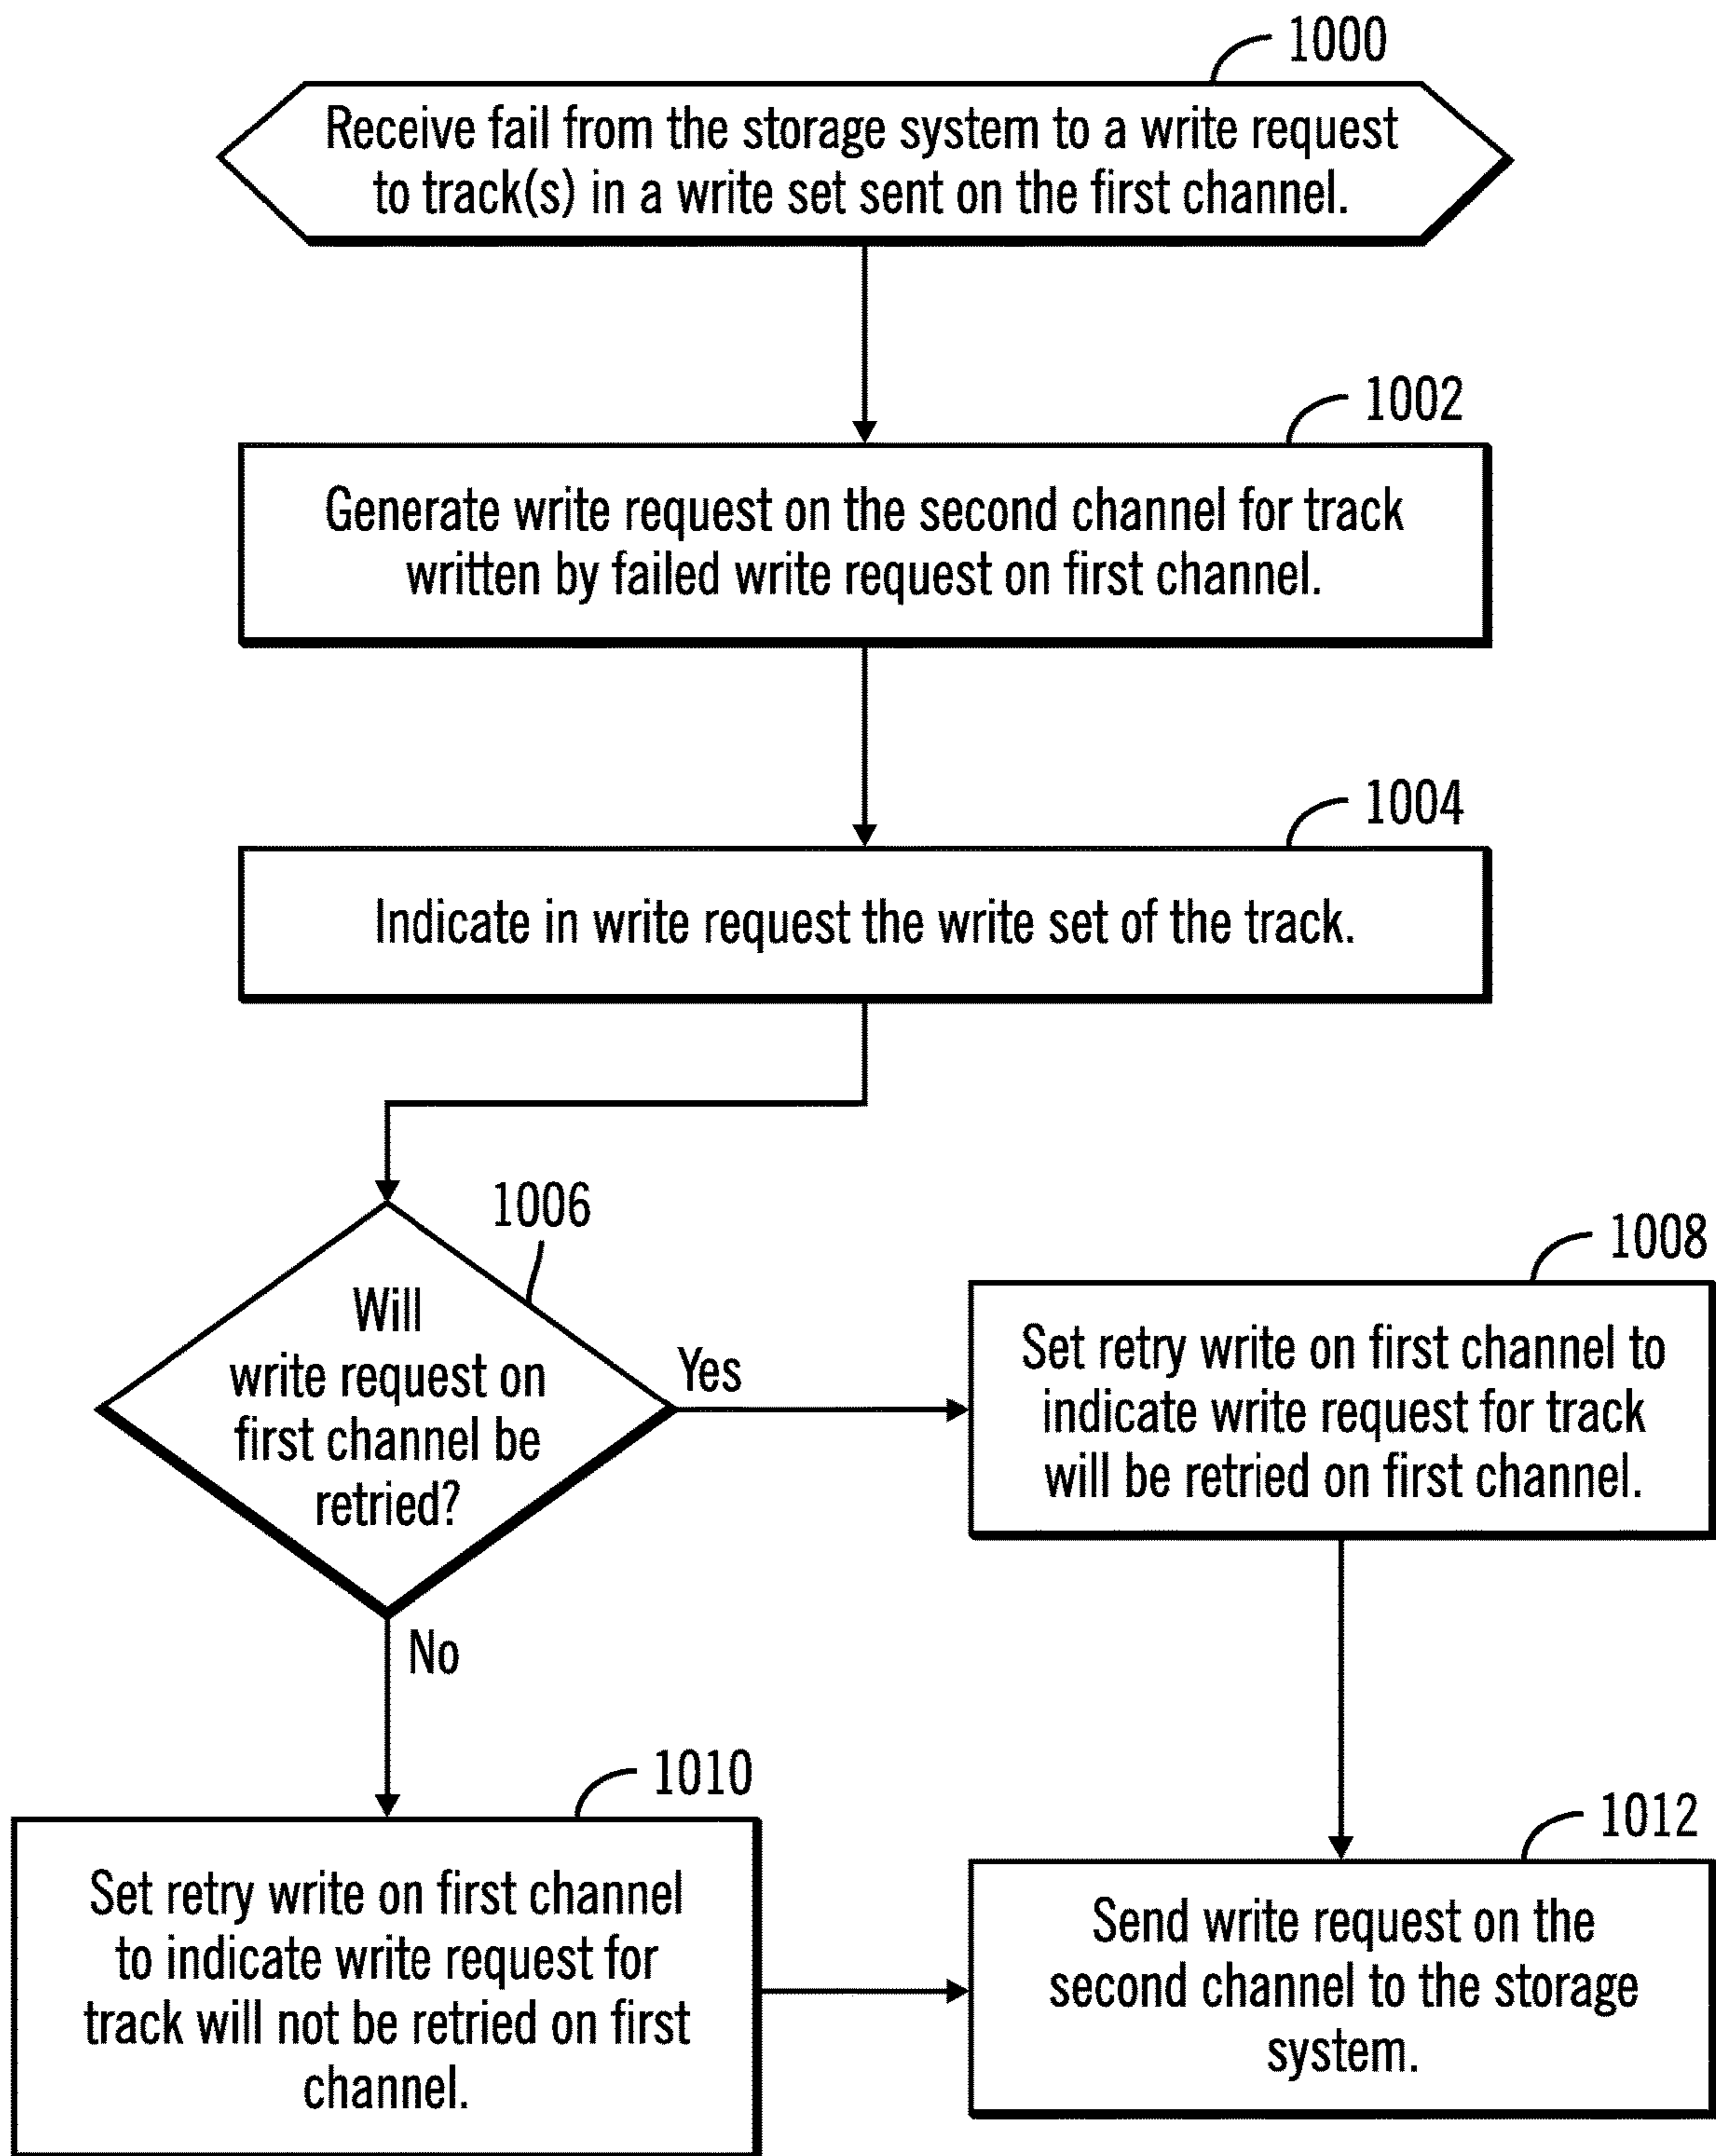 1000
Receive fail from the storage system to a write request
to track(s) in a write set sent on the first channel.
1002
Generate write request on the second channel for track
written by failed write request on first channel.
1004
Indicate in write request the write set of the track.
1006
Will
write request on
first channel be
retried?
Yes
No
1008
Set retry write on first channel to
indicate write request for track
will be retried on first channel.
1010
Set retry write on first channel
to indicate write request for
track will not be retried on first
channel.
1012
Send write request on the
second channel to the storage
system.